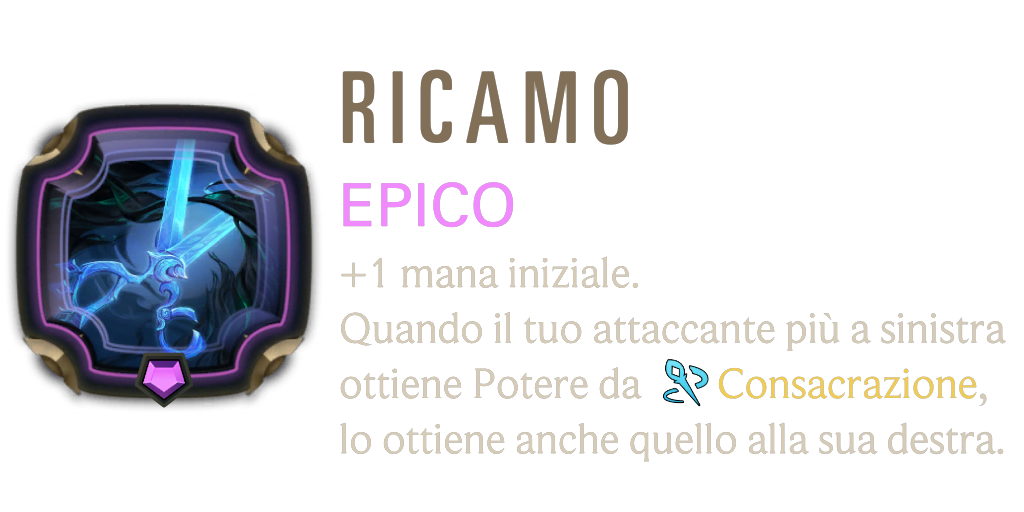 RICAMO
EPICO
+1 mana iniziale.
Quando il tuo attaccante più a sinistra
ottiene Potere da Consacrazione,
lo ottiene anche quello alla sua destra.